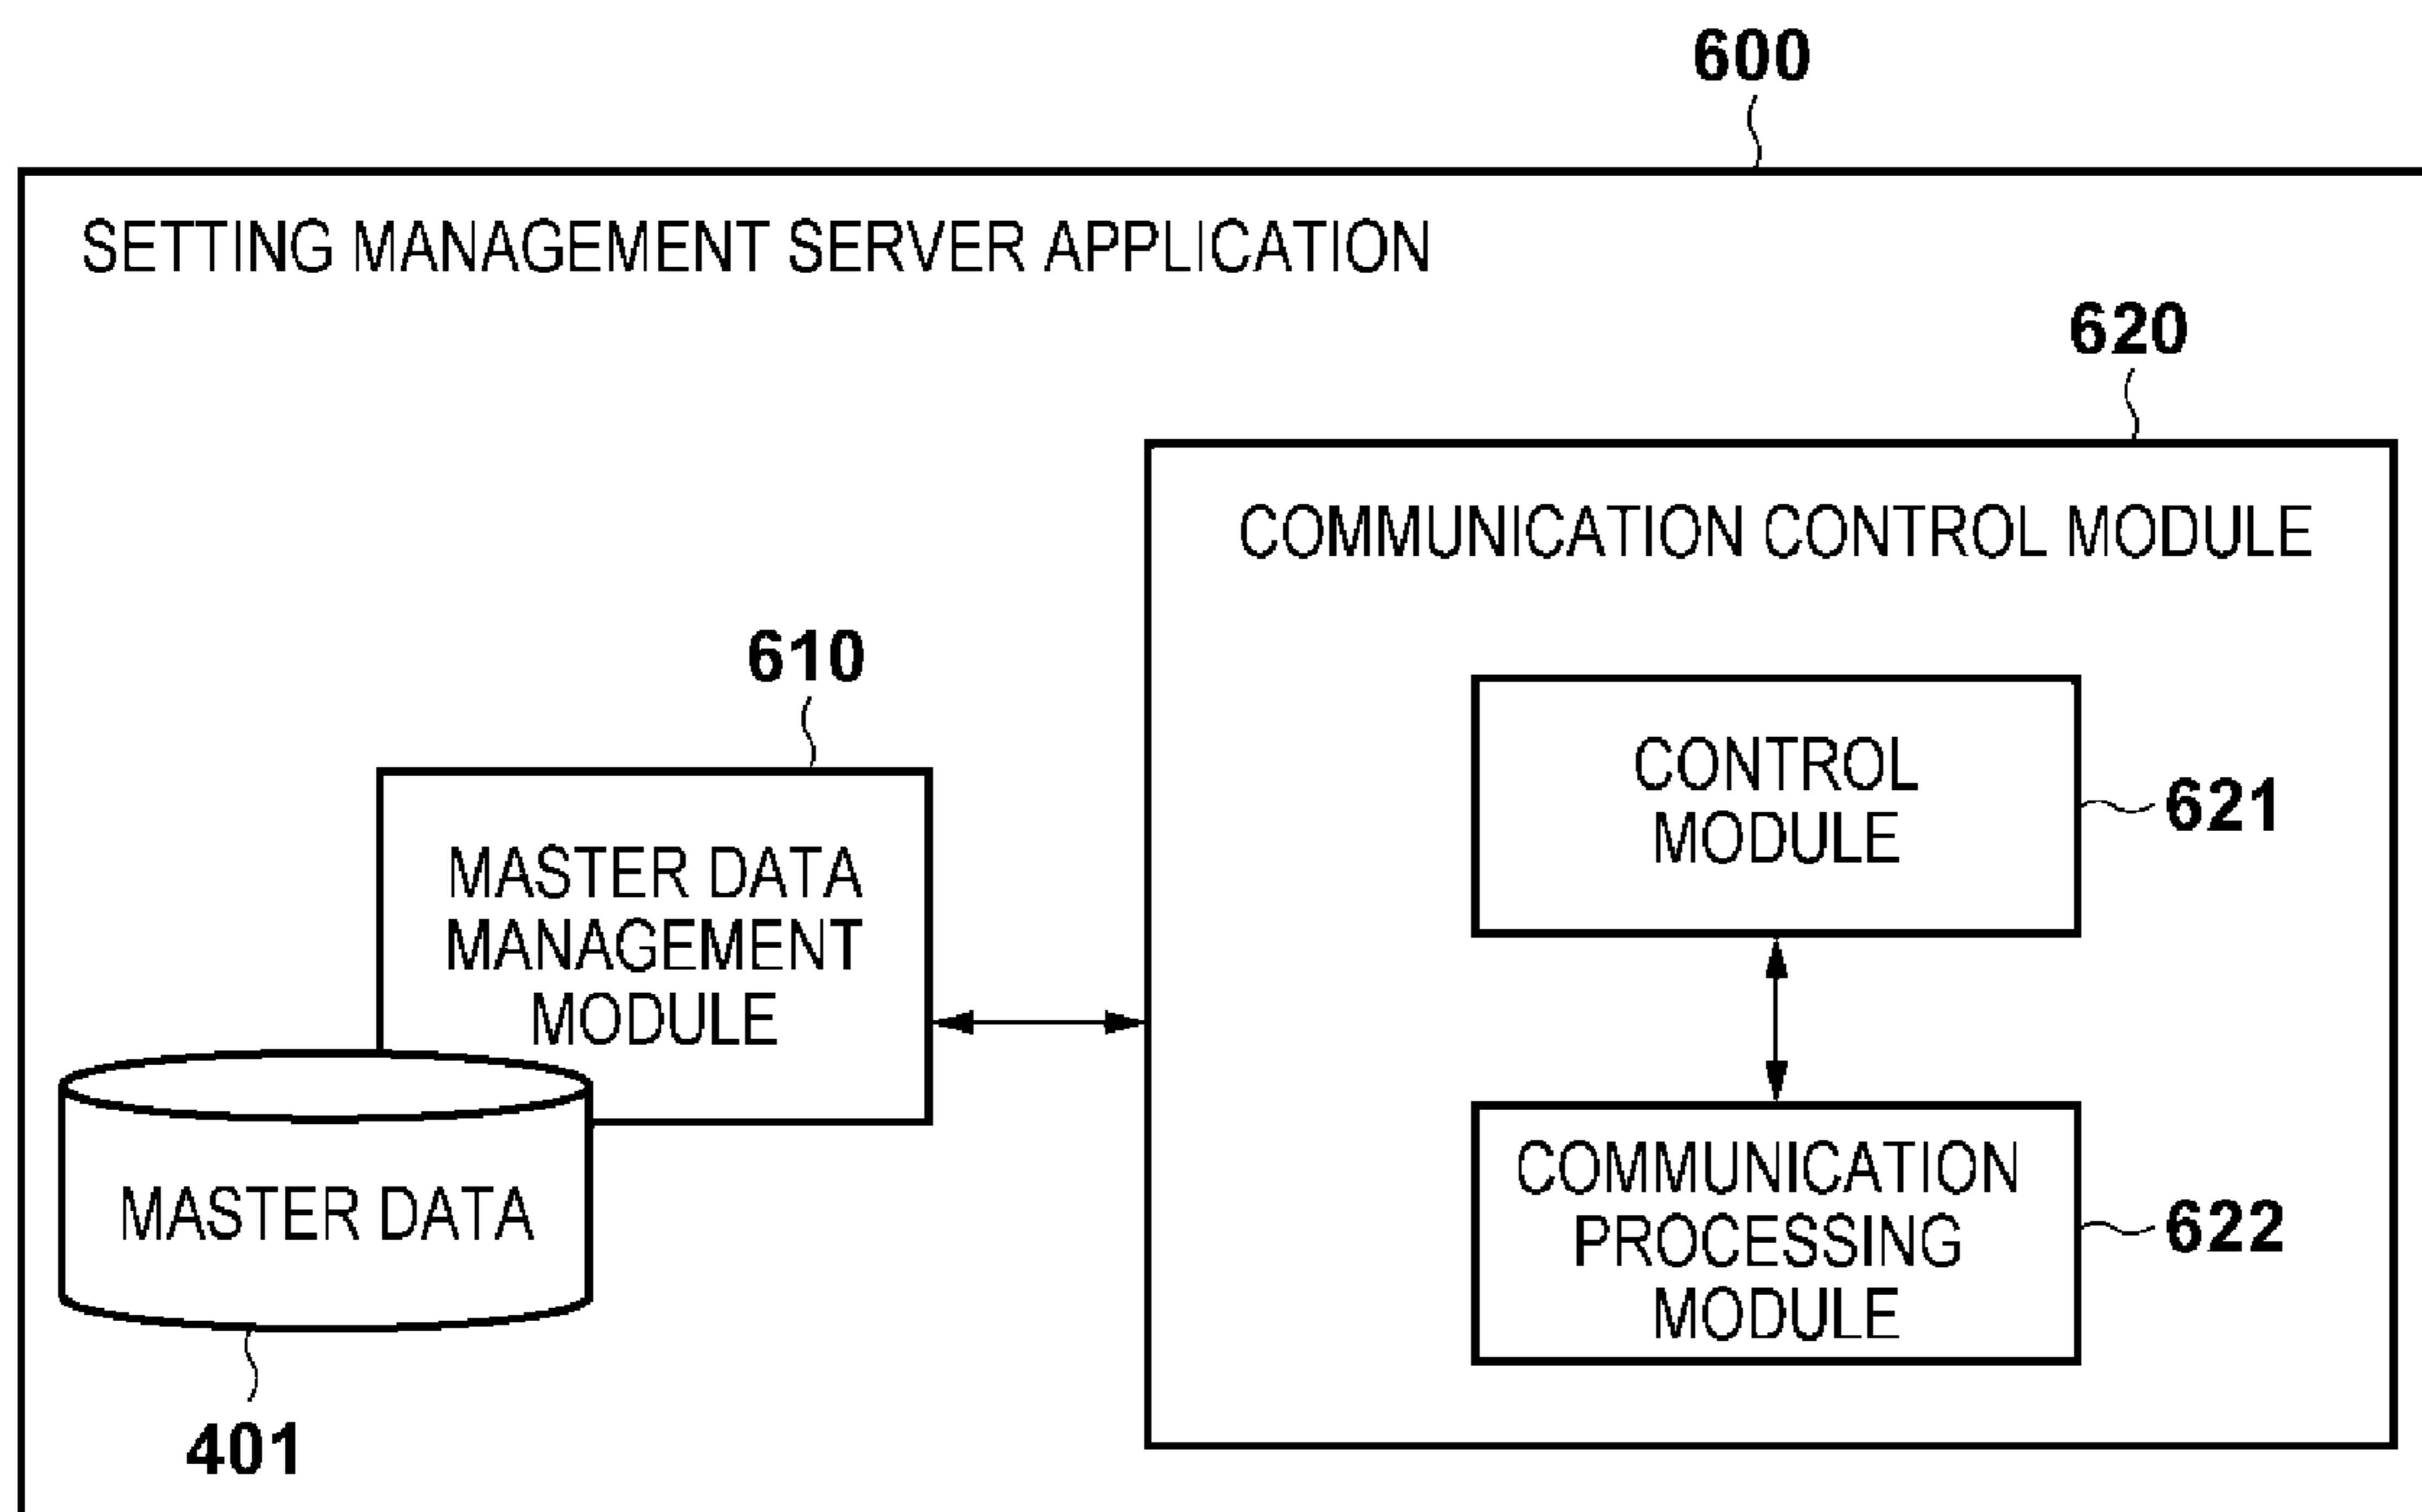 600
SETTING MANAGEMENT SERVER APPLICATION
620
COMMUNICATION CONTROL MODULE
610
MASTER DATA
MANAGEMENT
MODULE
CONTROL
MODULE
621
COMMUNICATION
PROCESSING
MODULE
622
MASTER DATA
401